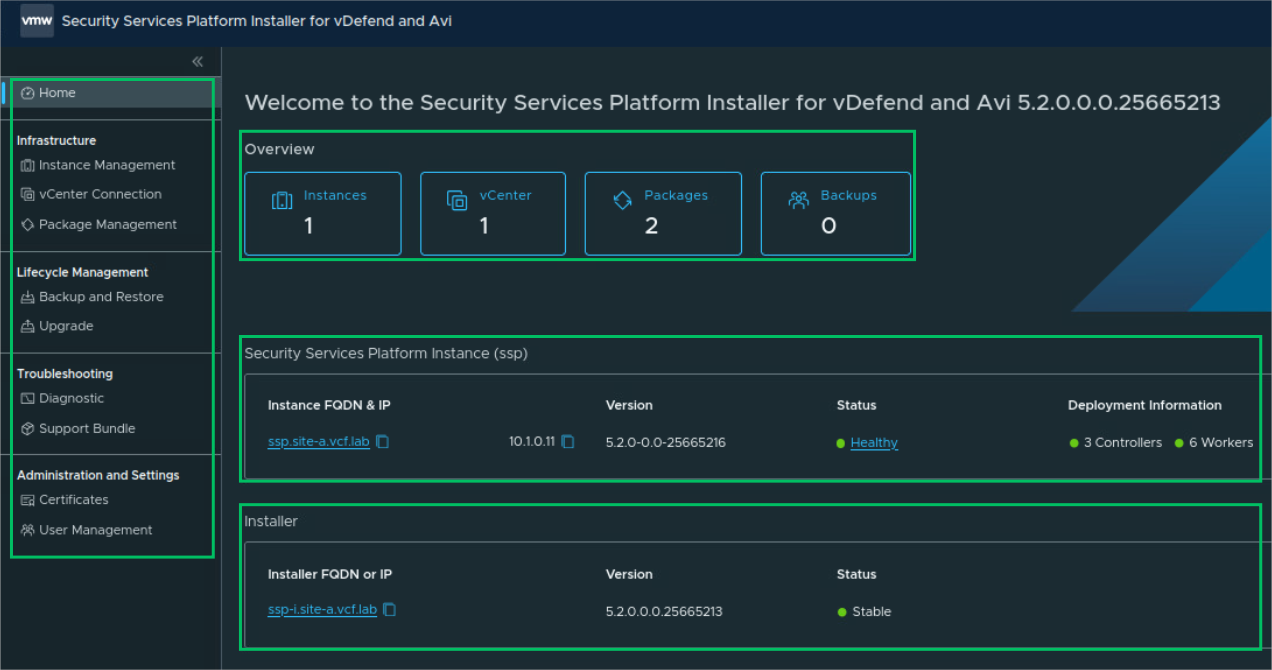 vmw Security Services Platform Installer for vDefend and Avi
Home
Infrastructure
Instance Management
vCenter Connection
Package Management
Lifecycle Management
Backup and Restore
Upgrade
Troubleshooting
Diagnostic
Support Bundle
Administration and Settings
Certificates
User Management
Welcome to the Security Services Platform Installer for vDefend and Avi 5.2.0.0.0.25665213
Overview
Instances
1
vCenter
1
Packages
2
Backups
0
Security Services Platform Instance (ssp)
Instance FQDN & IP Version Status Deployment Information
ssp.site-a.vcf.lab 10.1.0.11 5.2.0-0.0-25665216 Healthy 3 Controllers 6 Workers
Installer
Installer FQDN or IP Version Status
ssp-i.site-a.vcf.lab 5.2.0.0.0.25665213 Stable